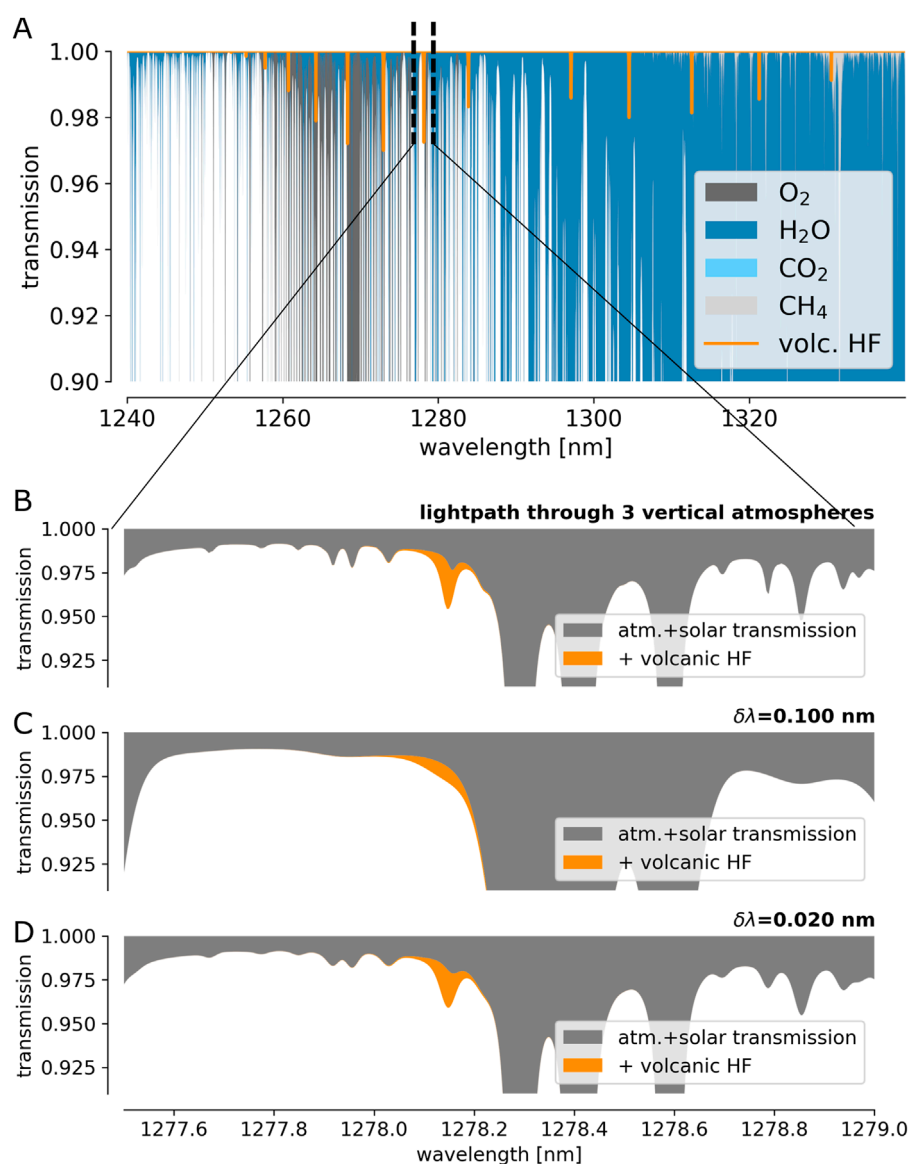 A
1.00
0.98
0.96
0.94
0.92
0.90
transmission
O₂
H₂O
CO₂
CH₄
volc. HF
1240 1260 1280 1300 1320
wavelength [nm]
B
lightpath through 3 vertical atmospheres
1.000
0.975
0.950
0.925
transmission
atm.+solar transmission
+ volcanic HF
C
δλ=0.100 nm
1.000
0.975
0.950
0.925
transmission
atm.+solar transmission
+ volcanic HF
D
δλ=0.020 nm
1.000
0.975
0.950
0.925
transmission
atm.+solar transmission
+ volcanic HF
1277.6 1277.8 1278.0 1278.2 1278.4 1278.6 1278.8 1279.0
wavelength [nm]